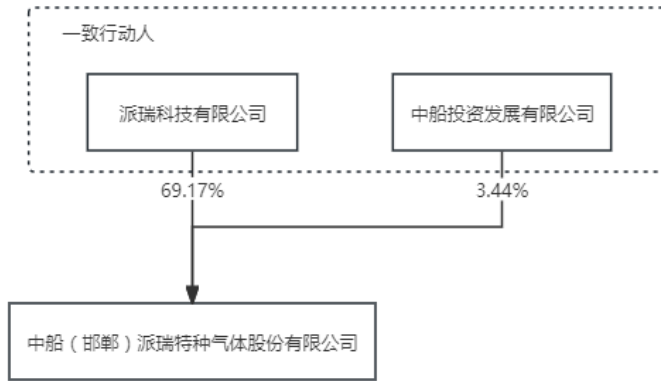 一致行动人
派瑞科技有限公司
中船投资发展有限公司
69.17%
3.44%
中船（邯郸）派瑞特种气体股份有限公司